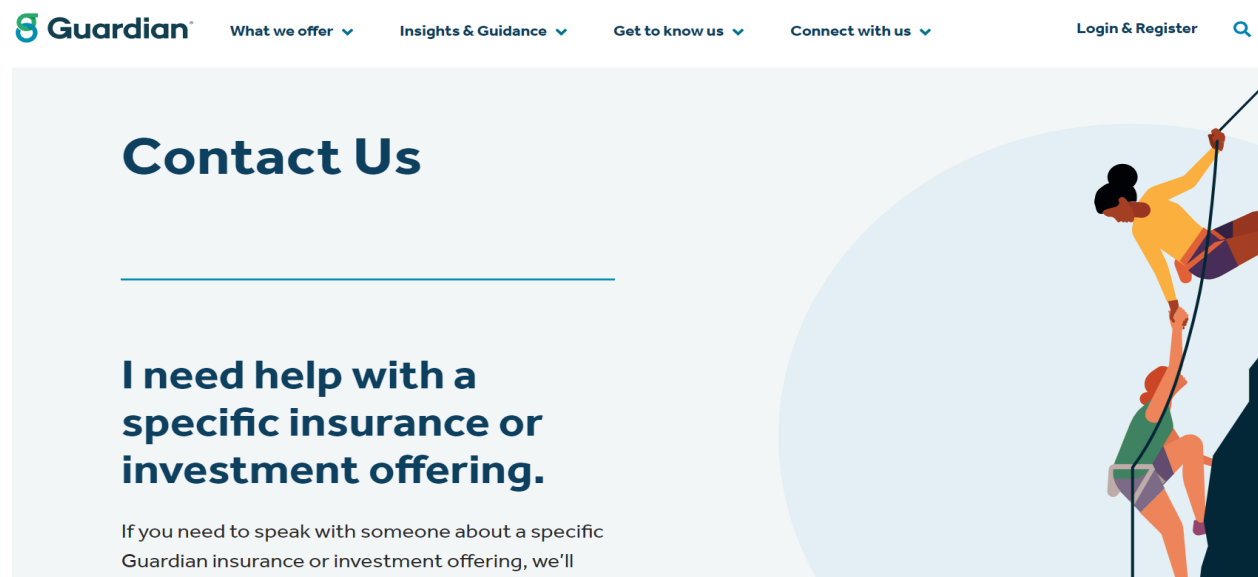 Guardian
What we offer
Insights & Guidance
Get to know us
Connect with us
Login & Register
Contact Us
I need help with a
specific insurance or
investment offering.
If you need to speak with someone about a specific
Guardian insurance or investment offering, we'll